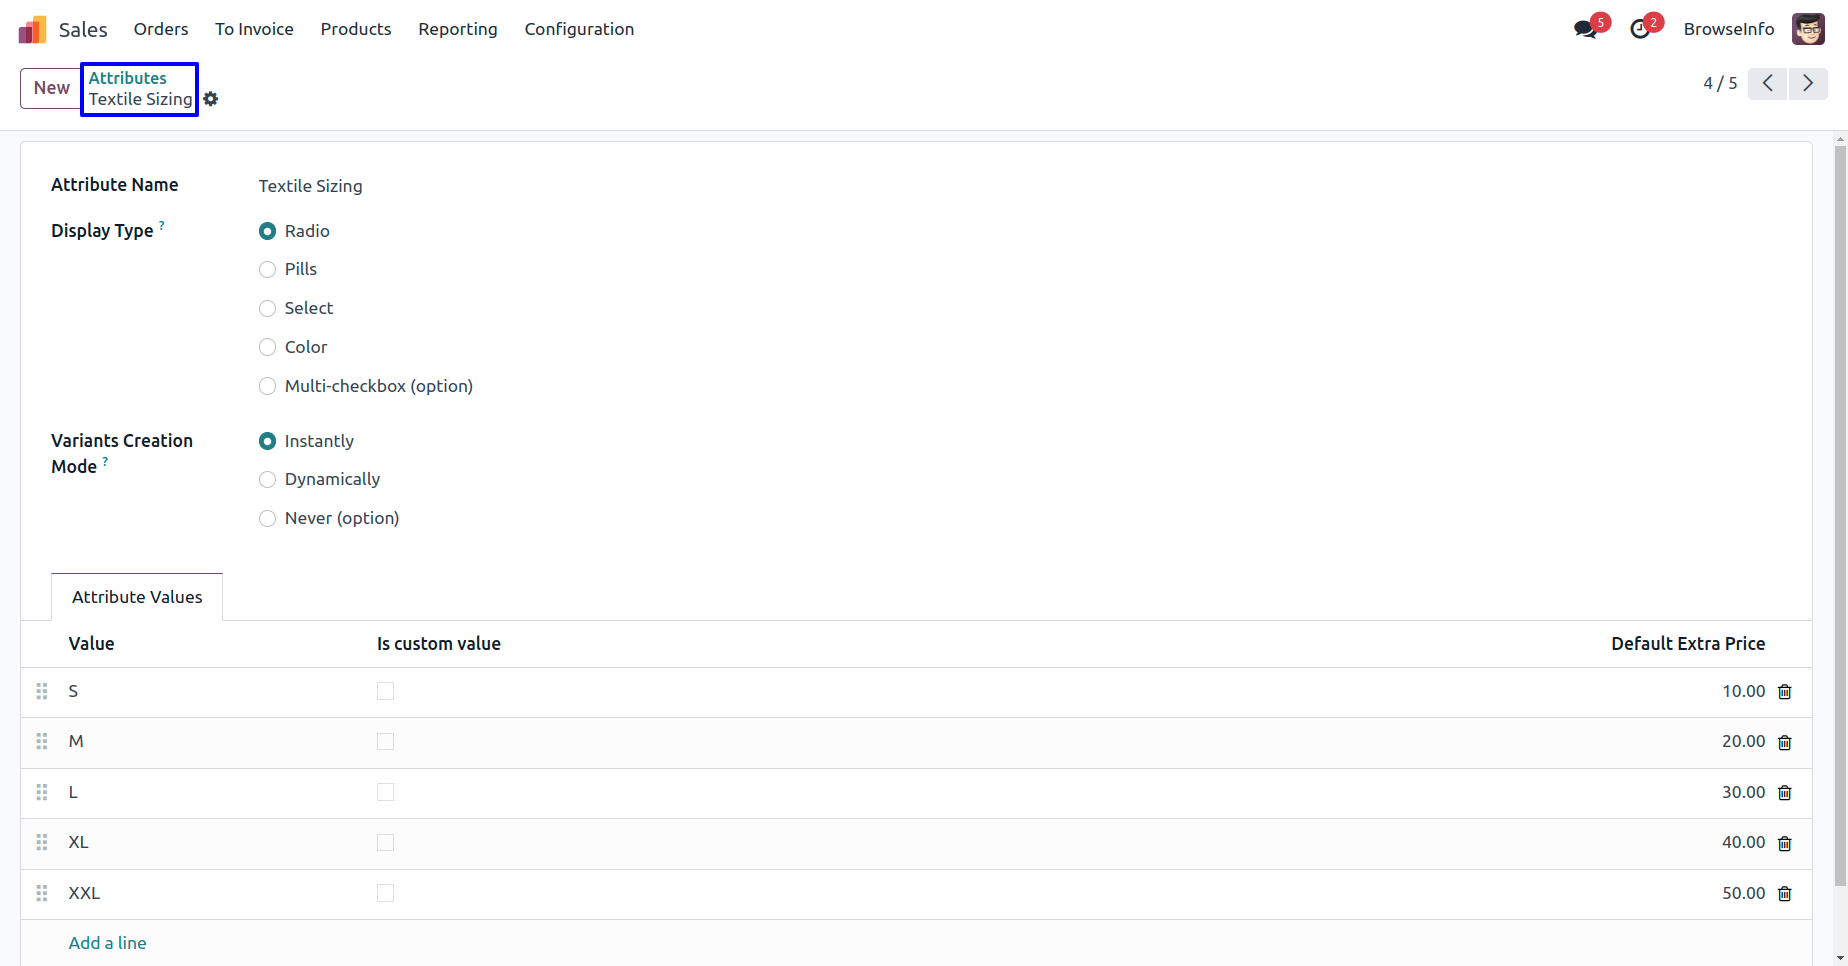 Sales Orders To Invoice Products Reporting Configuration 5 2 BrowseInfo
New Attributes
Textile Sizing 4 / 5
Attribute Name Textile Sizing
Display Type ? Radio
Pills
Select
Color
Multi-checkbox (option)
Variants Creation Mode ? Instantly
Dynamically
Never (option)
Attribute Values
Value Is custom value Default Extra Price
S 10.00
M 20.00
L 30.00
XL 40.00
XXL 50.00
Add a line